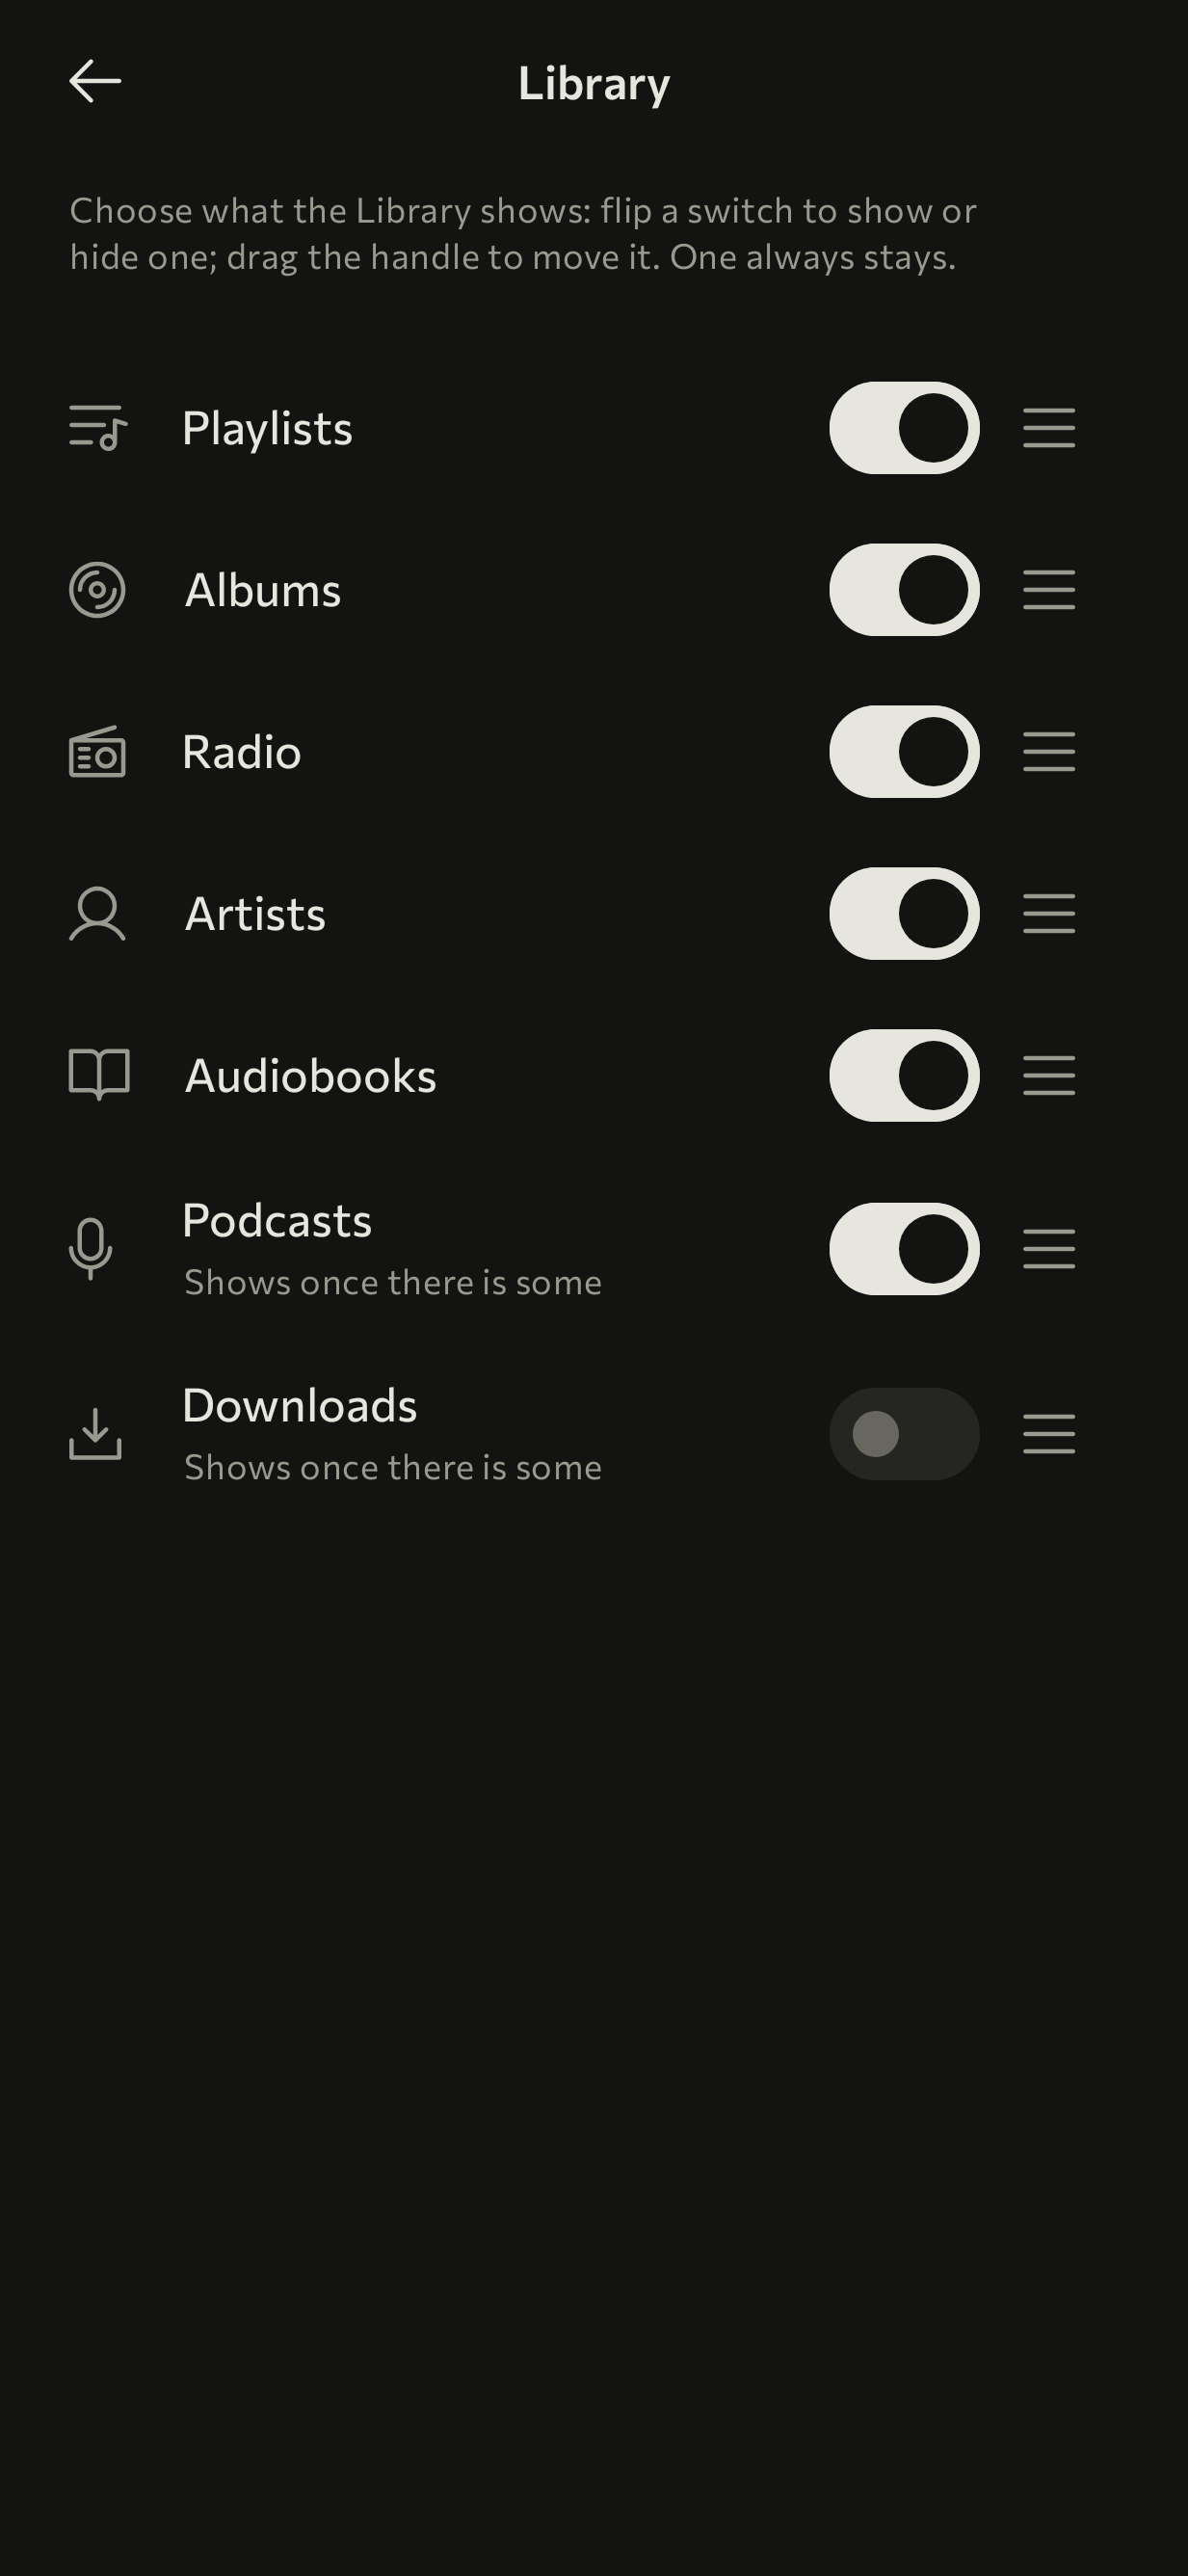 Library
Choose what the Library shows: flip a switch to show or
hide one; drag the handle to move it. One always stays.
Playlists
Albums
Radio
Artists
Audiobooks
Podcasts
Shows once there is some
Downloads
Shows once there is some